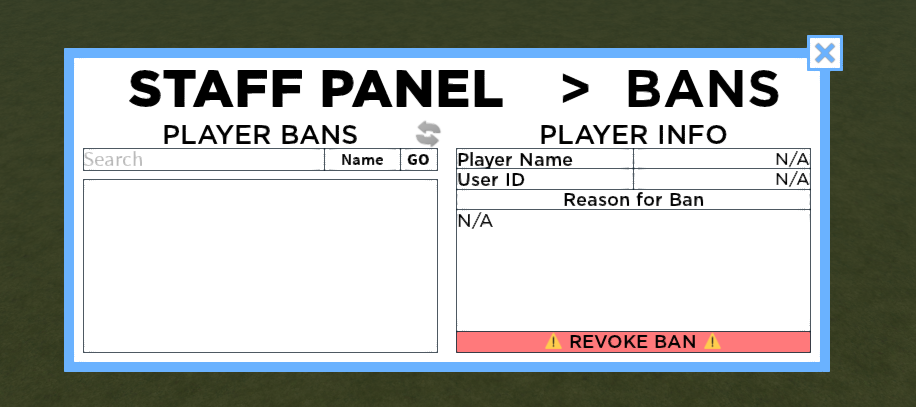 STAFF PANEL > BANS
PLAYER BANS
Search
Name
GO
PLAYER INFO
Player Name N/A
User ID N/A
Reason for Ban
N/A
⚠️ REVOKE BAN ⚠️